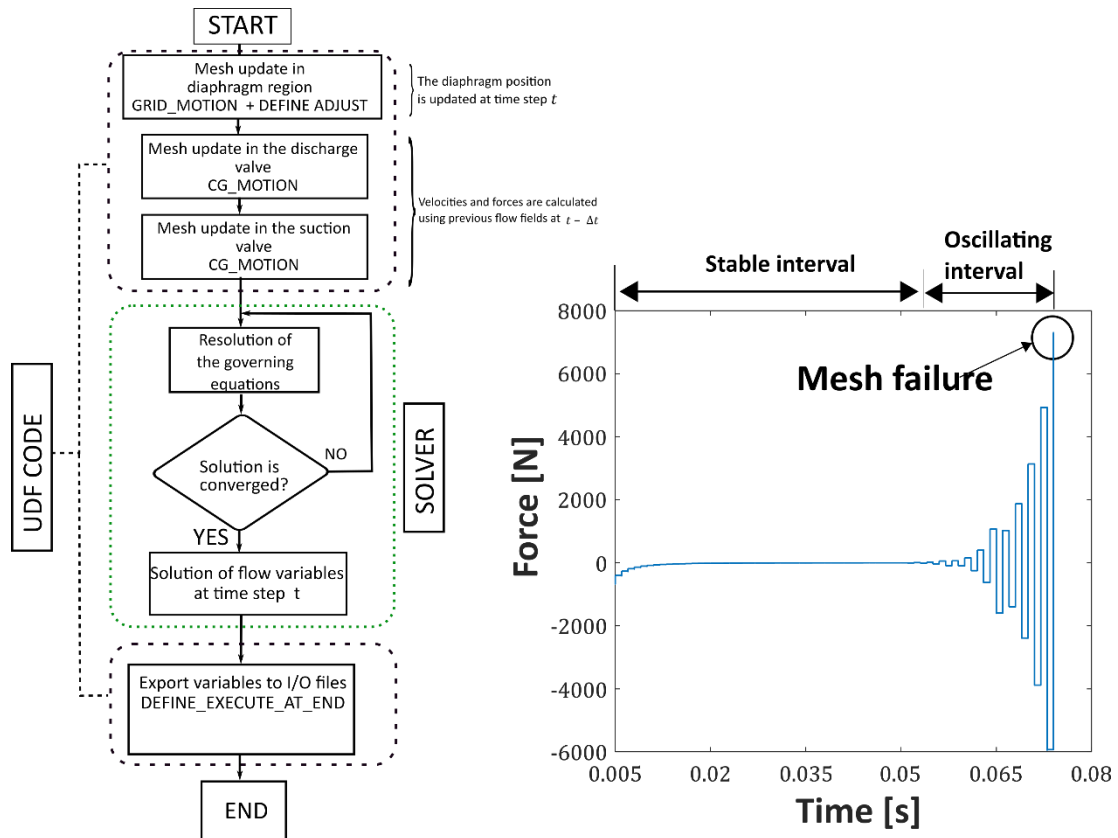 START
Mesh update in
diaphragm region
GRID_MOTION + DEFINE ADJUST
The diaphragm position
is updated at time step t
Mesh update in the discharge
valve
CG_MOTION
Mesh update in the suction
valve
CG_MOTION
Velocities and forces are calculated
using previous flow fields at t − Δt
Resolution of
the governing
equations
Solution is
converged?
NO
YES
Solution of flow variables
at time step t
Export variables to I/O files
DEFINE_EXECUTE_AT_END
END
UDF CODE
SOLVER
Stable interval
Oscillating
interval
Mesh failure
Force [N]
8000
6000
4000
2000
0
-2000
-4000
-6000
0.005
0.02
0.035
0.05
0.065
0.08
Time [s]